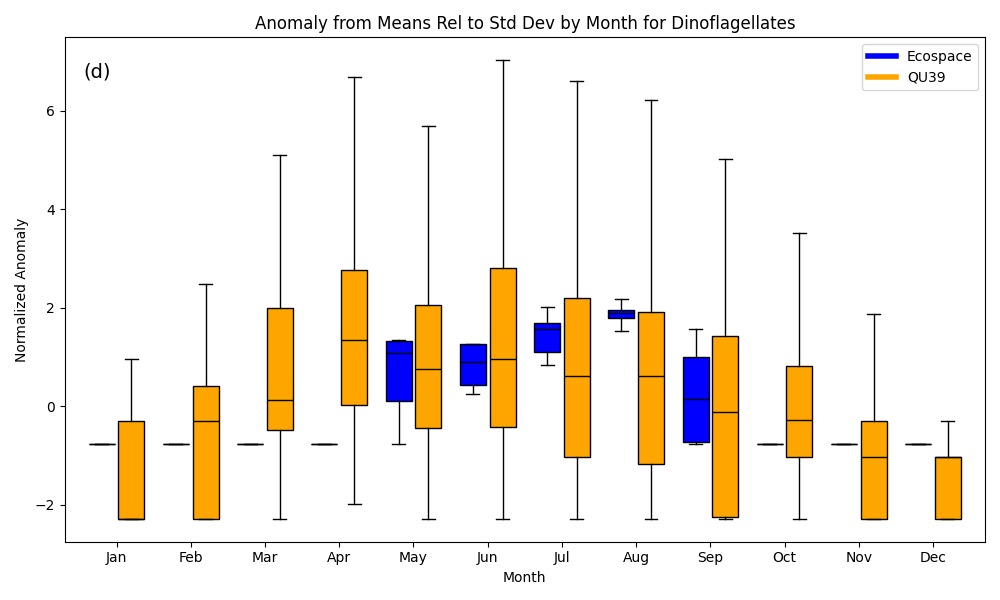 Anomaly from Means Rel to Std Dev by Month for Dinoflagellates
(d)
Ecospace
QU39
Normalized Anomaly
6
4
2
0
−2
Jan Feb Mar Apr May Jun Jul Aug Sep Oct Nov Dec
Month